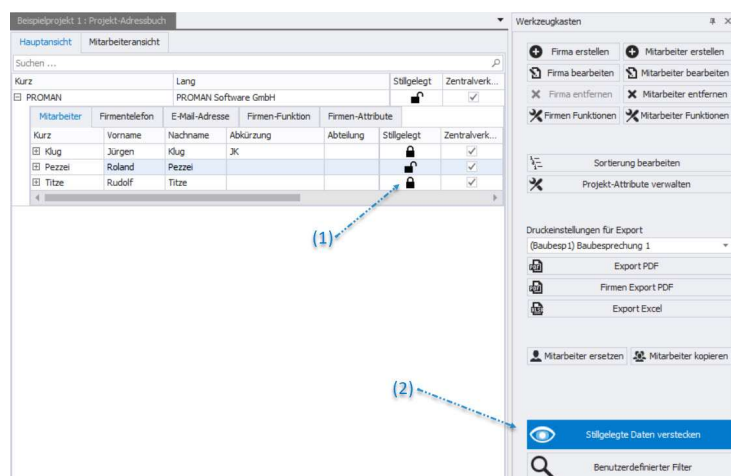 Beispielprojekt 1 : Projekt-Adressbuch
Hauptansicht Mitarbeiteransicht
Suchen ...
Kurz Lang Stillgelegt Zentralverk...
PROMAN PROMAN Software GmbH
Mitarbeiter Firmentelefon E-Mail-Adresse Firmen-Funktion Firmen-Attribute
Kurz Vorname Nachname Abkürzung Abteilung Stillgelegt Zentralverk...
Klug Jürgen Klug JK
Pezzei Roland Pezzei
Titze Rudolf Titze
(1)
(2)
Werkzeugkasten
Firma erstellen Mitarbeiter erstellen
Firma bearbeiten Mitarbeiter bearbeiten
Firma entfernen Mitarbeiter entfernen
Firmen Funktionen Mitarbeiter Funktionen
Sortierung bearbeiten
Projekt-Attribute verwalten
Druckeinstellungen für Export
(Baubesp1) Baubesprechung 1
Export PDF
Firmen Export PDF
Export Excel
Mitarbeiter ersetzen Mitarbeiter kopieren
Stillgelegte Daten verstecken
Benutzerdefinierter Filter